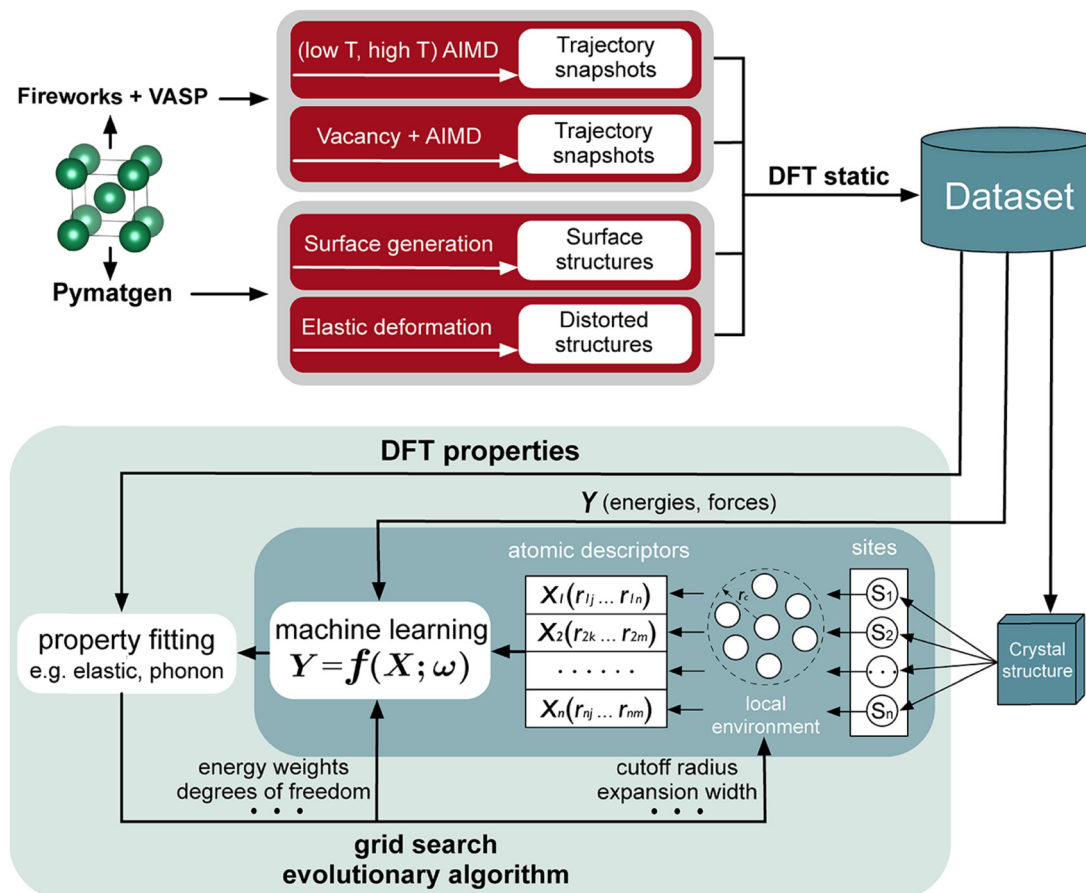 (low T, high T) AIMD
Trajectory
snapshots
Fireworks + VASP
Vacancy + AIMD
Trajectory
snapshots
DFT static
Dataset
Surface generation
Surface
structures
Pymatgen
Elastic deformation
Distorted
structures
DFT properties
Y (energies, forces)
atomic descriptors
sites
X₁(r₁ⱼ ... r₁ₙ)
r꜀
S₁
property fitting
e.g. elastic, phonon
machine learning
Y = f(X; ω)
X₂(r₂ₖ ... r₂ₘ)
S₂
. . . . . .
...
Crystal
structure
Xₙ(rₙⱼ ... rₙₘ)
local
environment
Sₙ
energy weights
degrees of freedom
• • •
cutoff radius
expansion width
• • •
grid search
evolutionary algorithm